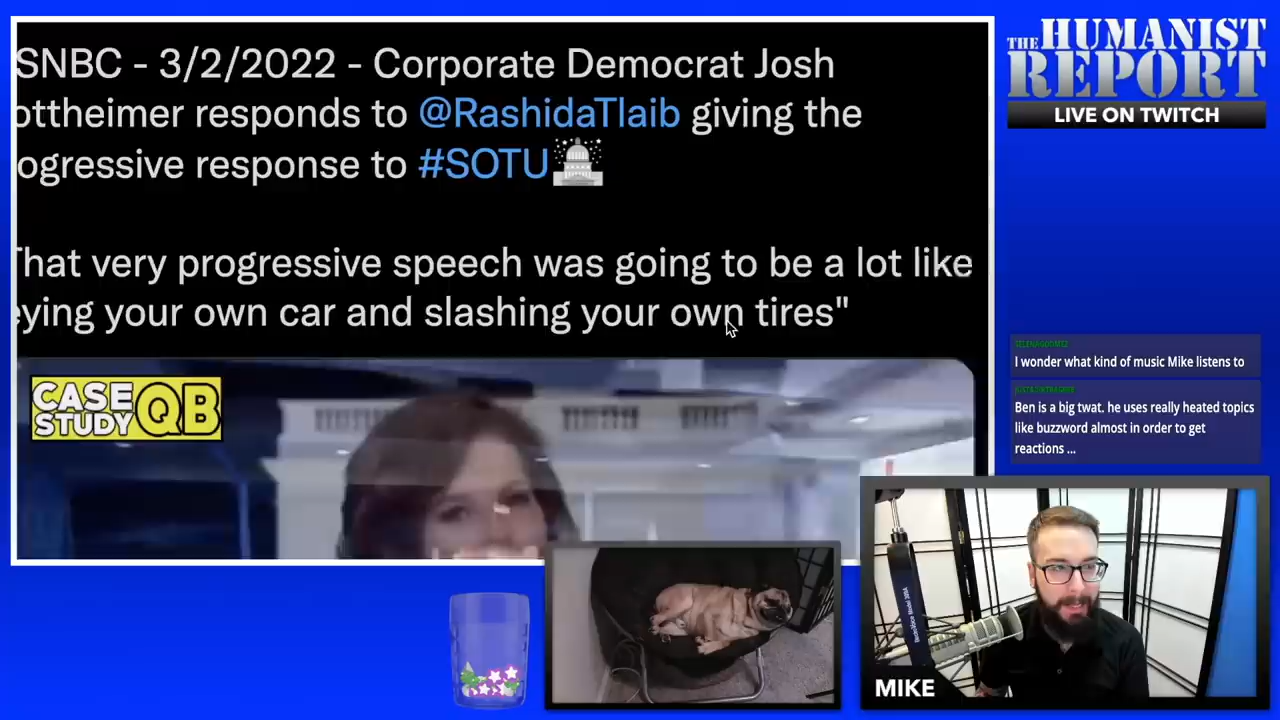 SNBC - 3/2/2022 - Corporate Democrat Josh
ottheimer responds to @RashidaTlaib giving the
ogressive response to #SOTU
That very progressive speech was going to be a lot like
eying your own car and slashing your own tires"
CASE
STUDY QB
THE HUMANIST
REPORT
LIVE ON TWITCH
I wonder what kind of music Mike listens to
Ben is a big twat. he uses really heated topics
like buzzword almost in order to get
reactions ...
MIKE